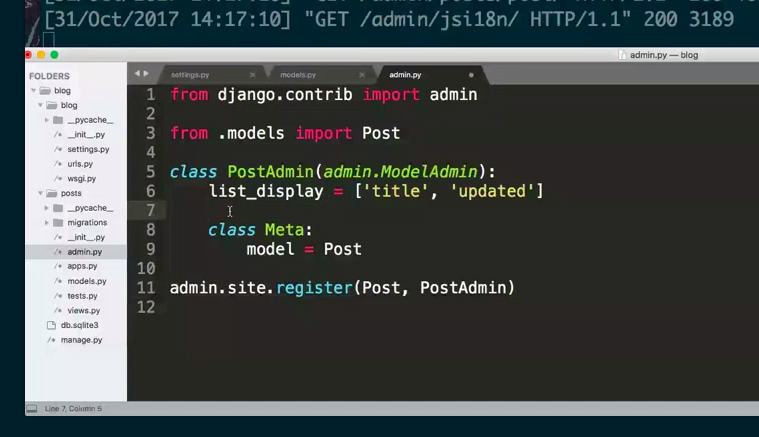 [31/Oct/2017 14:17:10] "GET /admin/jsi18n/ HTTP/1.1" 200 3189
admin.py — blog
FOLDERS
settings.py
models.py
admin.py
blog
blog
__pycache__
__init__.py
settings.py
urls.py
wsgi.py
posts
__pycache__
migrations
__init__.py
admin.py
apps.py
models.py
tests.py
views.py
db.sqlite3
manage.py
1 from django.contrib import admin
2
3 from .models import Post
4
5 class PostAdmin(admin.ModelAdmin):
6 list_display = ['title', 'updated']
7
8 class Meta:
9 model = Post
10
11 admin.site.register(Post, PostAdmin)
12
Line 7, Column 5